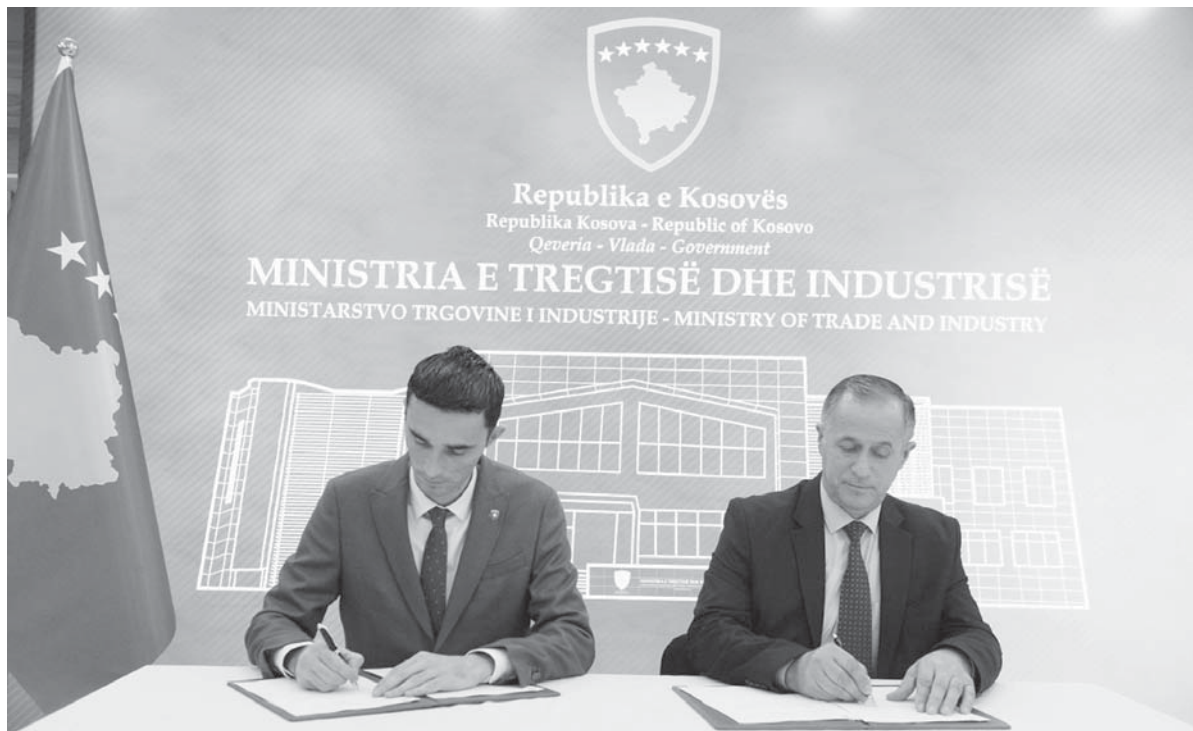 Republika e Kosovës
Republika Kosova - Republic of Kosovo
Qeveria - Vlada - Government
MINISTRIA E TREGTISË DHE INDUSTRISË
MINISTARSTVO TRGOVINE I INDUSTRIJE - MINISTRY OF TRADE AND INDUSTRY